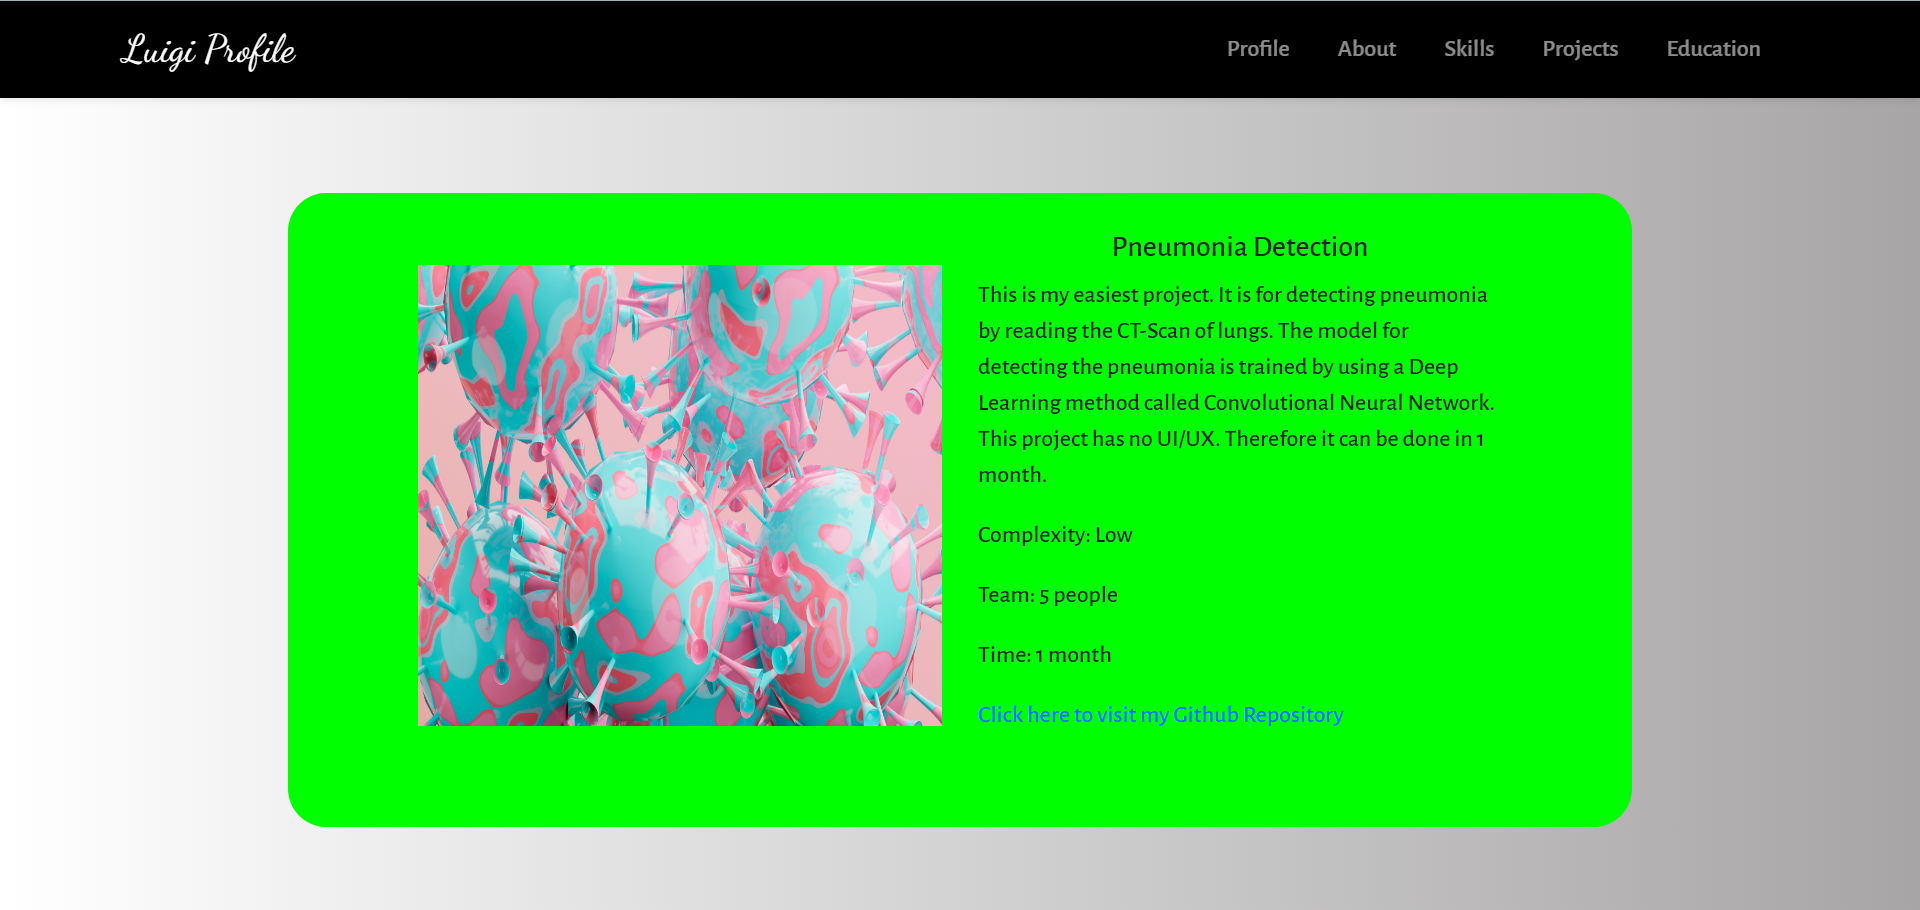 Luigi Profile
Profile About Skills Projects Education
Pneumonia Detection
This is my easiest project. It is for detecting pneumonia
by reading the CT-Scan of lungs. The model for
detecting the pneumonia is trained by using a Deep
Learning method called Convolutional Neural Network.
This project has no UI/UX. Therefore it can be done in 1
month.
Complexity: Low
Team: 5 people
Time: 1 month
Click here to visit my Github Repository